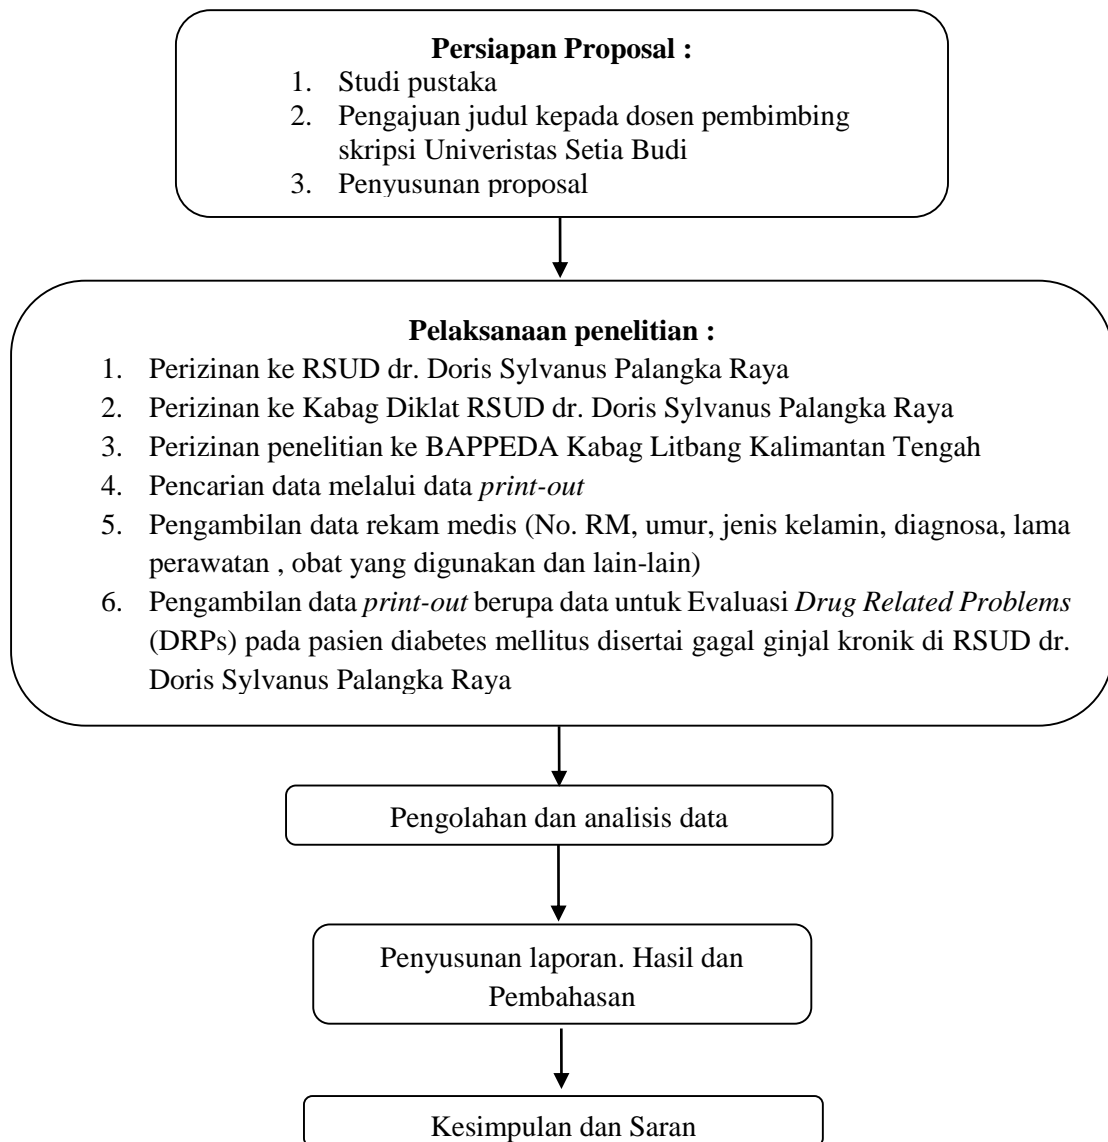 Persiapan Proposal :
1. Studi pustaka
2. Pengajuan judul kepada dosen pembimbing
skripsi Univeristas Setia Budi
3. Penyusunan proposal
Pelaksanaan penelitian :
1. Perizinan ke RSUD dr. Doris Sylvanus Palangka Raya
2. Perizinan ke Kabag Diklat RSUD dr. Doris Sylvanus Palangka Raya
3. Perizinan penelitian ke BAPPEDA Kabag Litbang Kalimantan Tengah
4. Pencarian data melalui data print-out
5. Pengambilan data rekam medis (No. RM, umur, jenis kelamin, diagnosa, lama
perawatan , obat yang digunakan dan lain-lain)
6. Pengambilan data print-out berupa data untuk Evaluasi Drug Related Problems
(DRPs) pada pasien diabetes mellitus disertai gagal ginjal kronik di RSUD dr.
Doris Sylvanus Palangka Raya
Pengolahan dan analisis data
Penyusunan laporan. Hasil dan
Pembahasan
Kesimpulan dan Saran